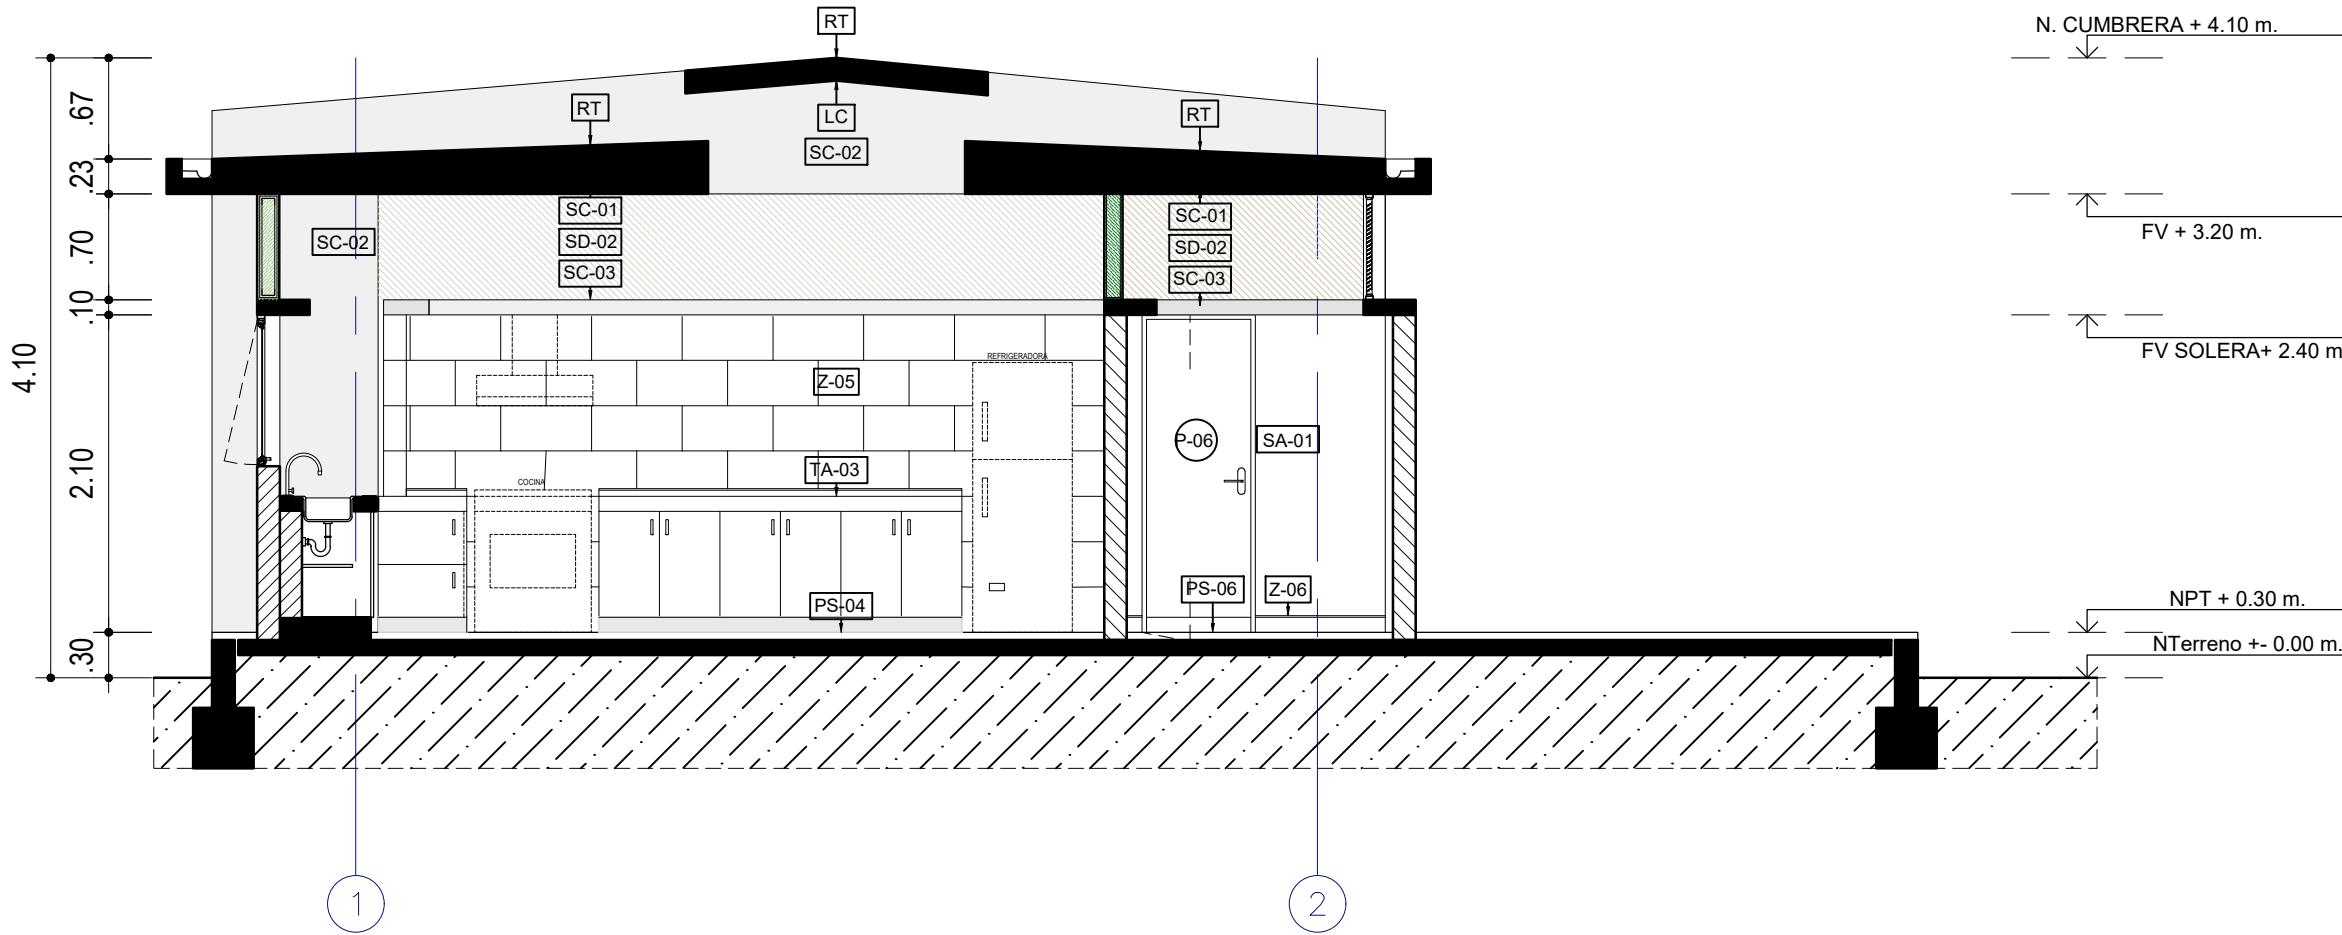 RT
N. CUMBRERA + 4.10 m.
.67
RT
LC
RT
SC-02
.23
SC-01
SC-01
SC-02
SD-02
SD-02
FV + 3.20 m.
.70
SC-03
SC-03
.10
4.10
REFRIGERADORA
FV SOLERA+ 2.40 m
Z-05
P-06
SA-01
2.10
TA-03
COCINA
PS-06
Z-06
PS-04
NPT + 0.30 m.
.30
NTerreno +- 0.00 m.
1
2